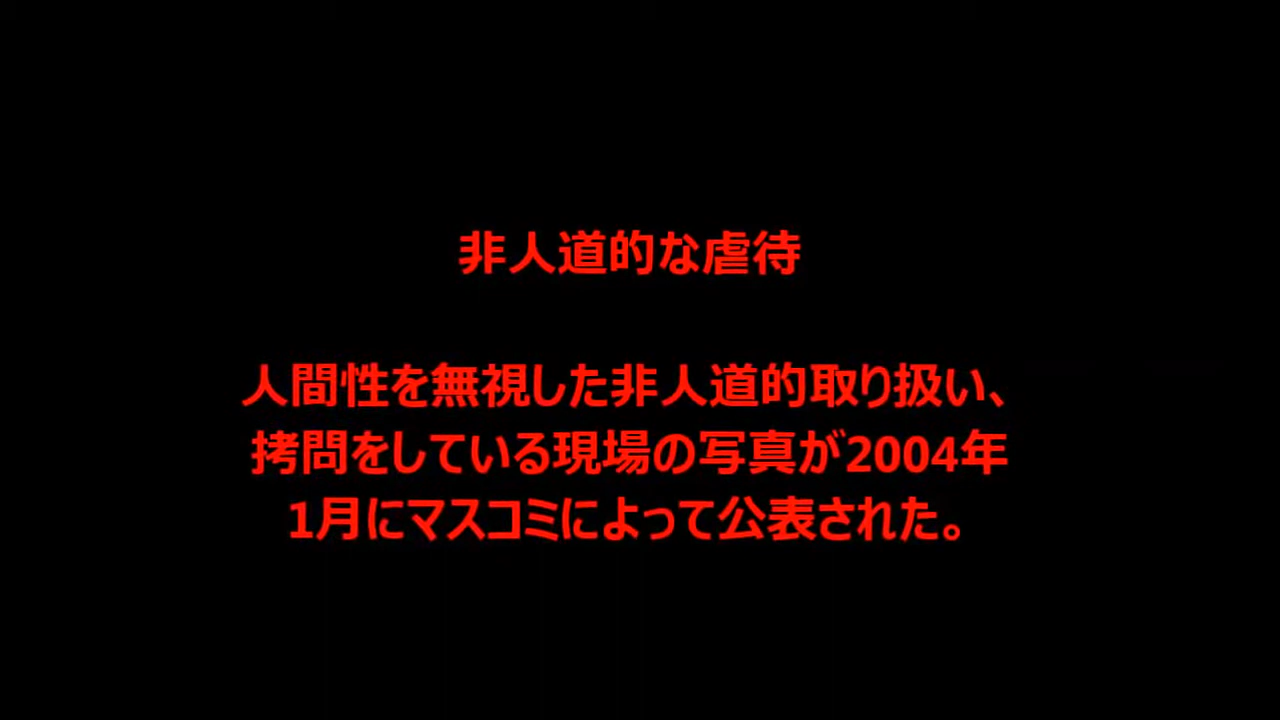 非人道的な虐待
人間性を無視した非人道的取り扱い、
拷問をしている現場の写真が2004年
1月にマスコミによって公表された。